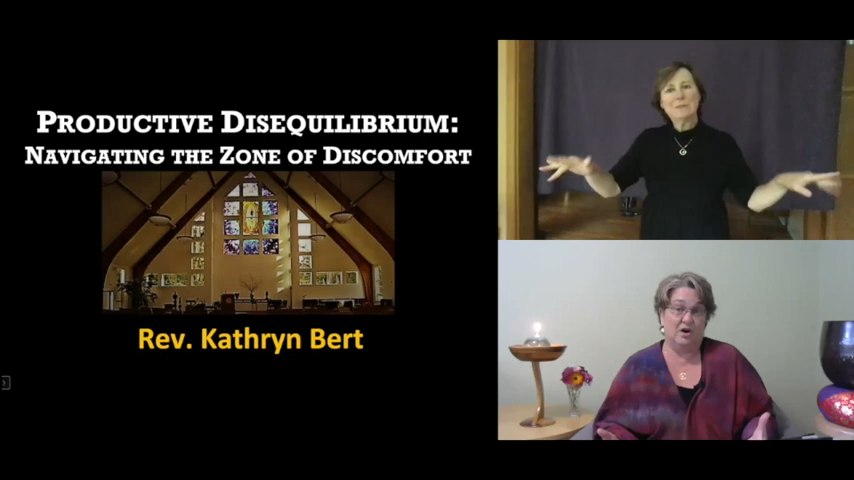 PRODUCTIVE DISEQUILIBRIUM:
NAVIGATING THE ZONE OF DISCOMFORT
Rev. Kathryn Bert